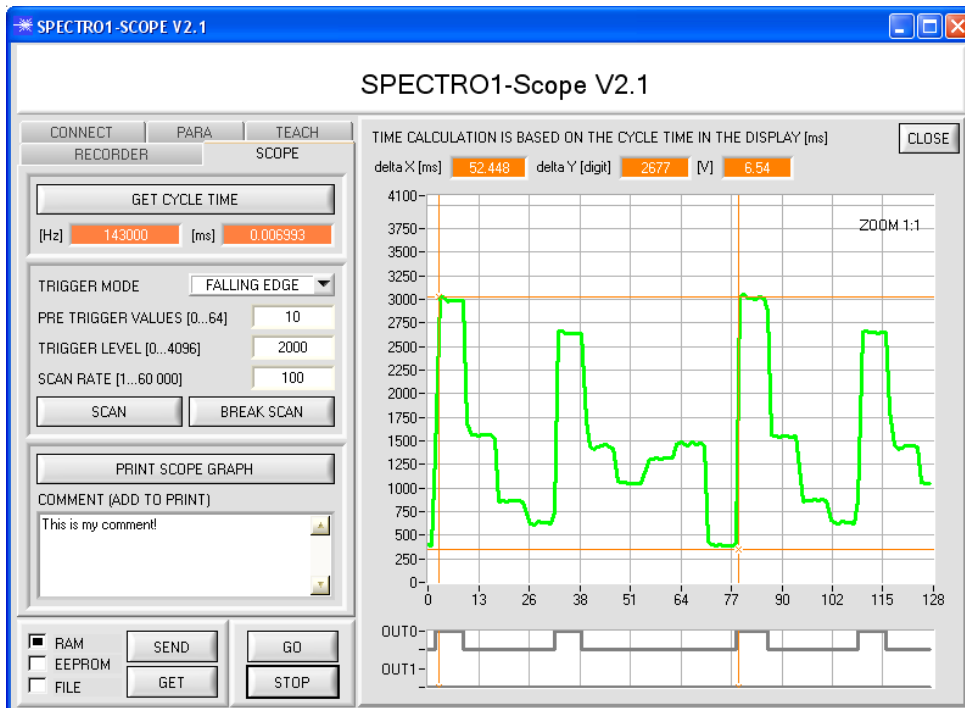 SPECTRO1-SCOPE V2.1
SPECTRO1-Scope V2.1
CONNECT PARA TEACH
RECORDER SCOPE
GET CYCLE TIME
[Hz] 143000 [ms] 0.006993
TRIGGER MODE FALLING EDGE
PRE TRIGGER VALUES [0...64] 10
TRIGGER LEVEL [0...4096] 2000
SCAN RATE [1...60 000] 100
SCAN BREAK SCAN
PRINT SCOPE GRAPH
COMMENT (ADD TO PRINT)
This is my comment!
RAM
EEPROM
FILE
SEND
GET
GO
STOP
TIME CALCULATION IS BASED ON THE CYCLE TIME IN THE DISPLAY [ms]
CLOSE
delta X [ms] 52.448 delta Y [digit] 2677 [V] 6.54
ZOOM 1:1
4100
3750
3500
3250
3000
2750
2500
2250
2000
1750
1500
1250
1000
750
500
250
0
0 13 26 38 51 64 77 90 102 115 128
OUT0
OUT1